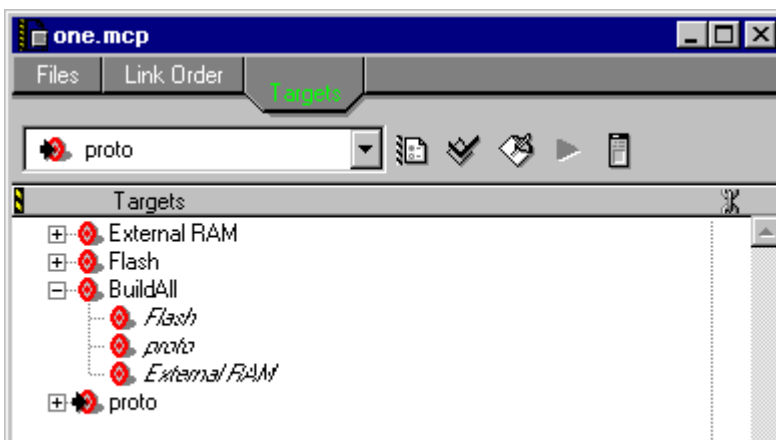 one.mcp
Files Link Order Targets
proto
Targets
External RAM
Flash
BuildAll
Flash
proto
External RAM
proto